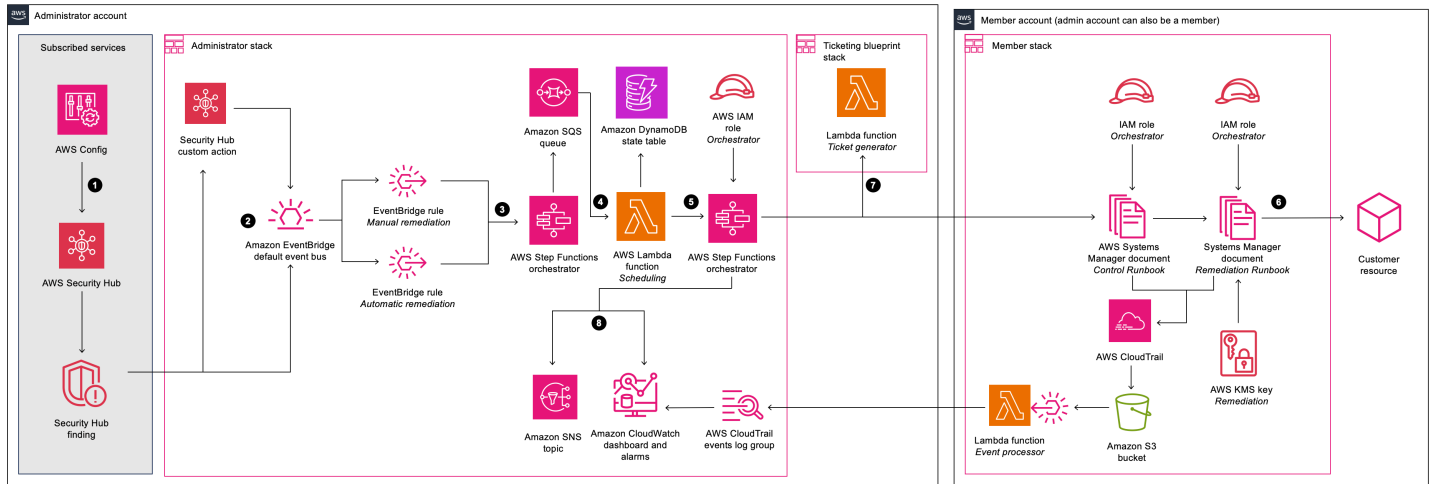 aws
Administrator account
Subscribed services
AWS Config
1
AWS Security Hub
Security Hub
finding
Administrator stack
Security Hub
custom action
2
Amazon EventBridge
default event bus
EventBridge rule
Manual remediation
EventBridge rule
Automatic remediation
3
Amazon SQS
queue
AWS Step Functions
orchestrator
4
Amazon DynamoDB
state table
AWS Lambda
function
Scheduling
5
AWS IAM
role
Orchestrator
AWS Step Functions
orchestrator
8
Amazon SNS
topic
Amazon CloudWatch
dashboard and
alarms
AWS CloudTrail
events log group
Ticketing blueprint
stack
Lambda function
Ticket generator
7
aws
Member account (admin account can also be a member)
Member stack
IAM role
Orchestrator
IAM role
Orchestrator
AWS Systems
Manager document
Control Runbook
Systems Manager
document
Remediation Runbook
6
Customer
resource
AWS CloudTrail
AWS KMS key
Remediation
Lambda function
Event processor
Amazon S3
bucket